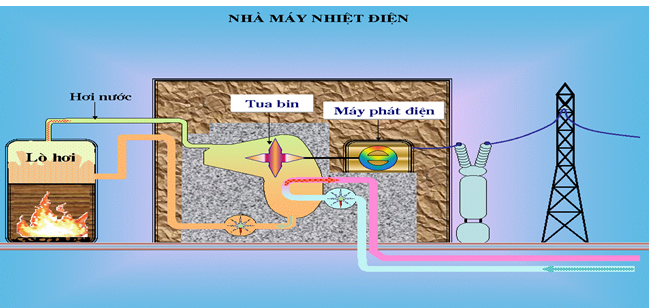 NHÀ MÁY NHIỆT ĐIỆN
Hơi nước
Tua bin
Máy phát điện
Lò hơi